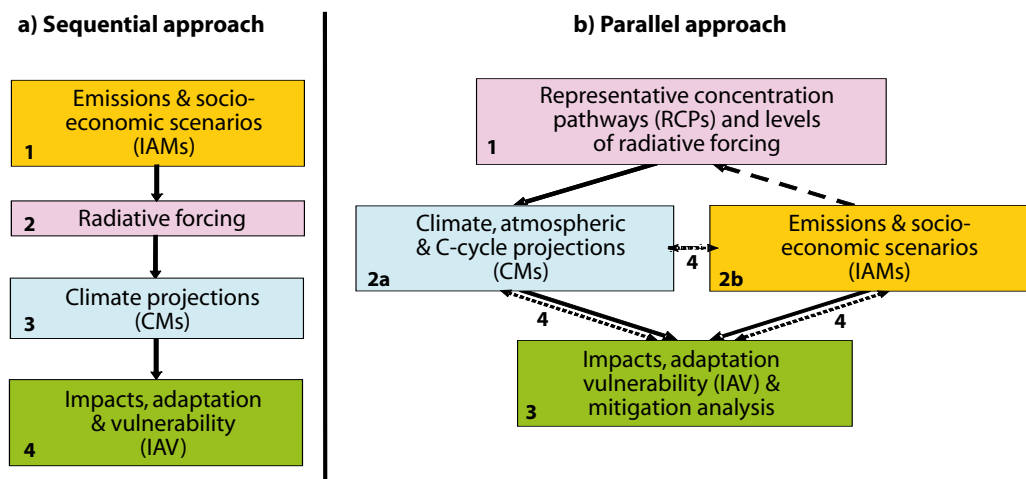 a) Sequential approach
Emissions & socio-
economic scenarios
(IAMs)
1
Radiative forcing
2
Climate projections
(CMs)
3
Impacts, adaptation
& vulnerability
(IAV)
4
b) Parallel approach
Representative concentration
pathways (RCPs) and levels
of radiative forcing
1
Climate, atmospheric
& C-cycle projections
(CMs)
2a
4
Emissions & socio-
economic scenarios
(IAMs)
2b
4
4
Impacts, adaptation
vulnerability (IAV) &
mitigation analysis
3